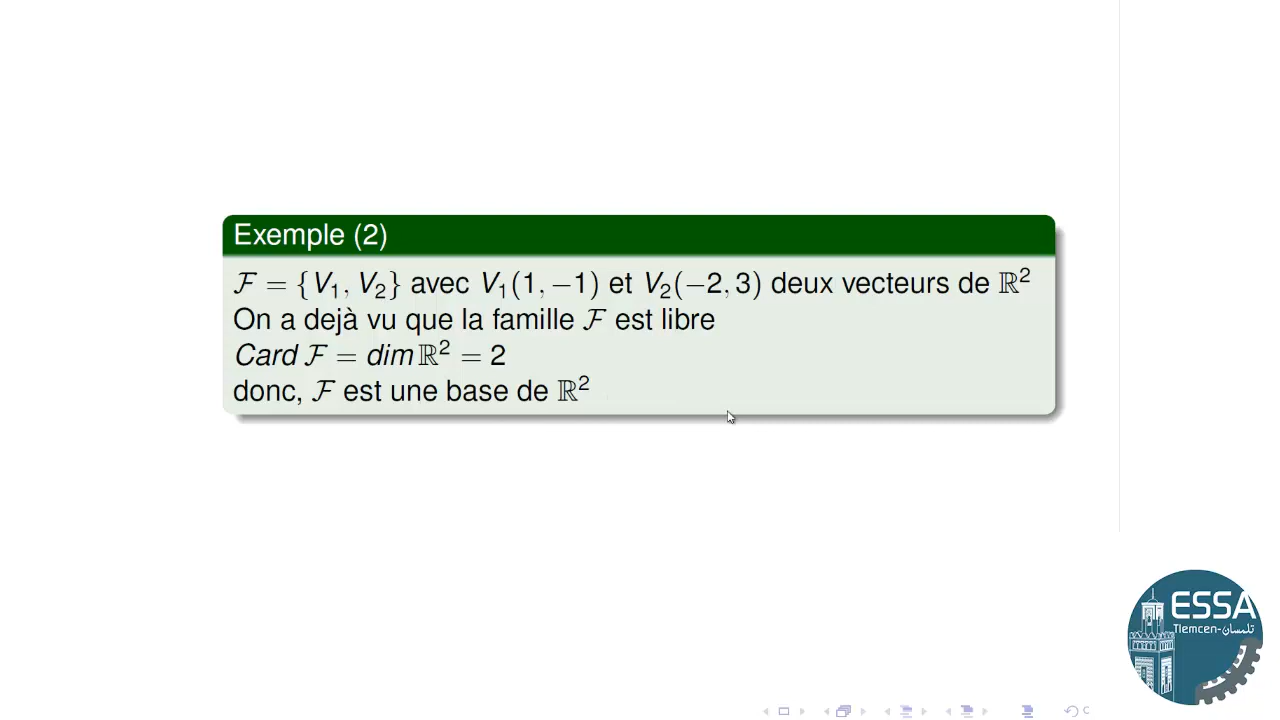 Exemple (2)
ℱ = {V₁, V₂} avec V₁(1, −1) et V₂(−2, 3) deux vecteurs de ℝ²
On a dejà vu que la famille ℱ est libre
Card ℱ = dim ℝ² = 2
donc, ℱ est une base de ℝ²
ESSA
Tlemcen-تلمسان